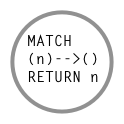 MATCH
(n)-->()
RETURN n